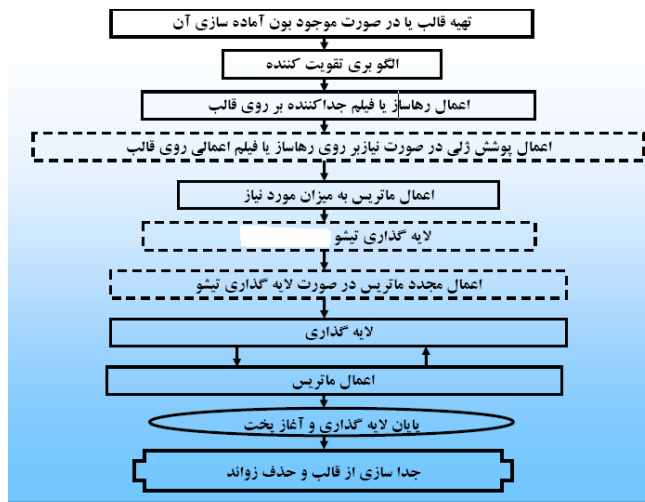 تهیه قالب یا در صورت موجود بون آماده سازی آن
الگو بری تقویت کننده
اعمال رهاساز یا فیلم جداکننده بر روی قالب
اعمال پوشش ژلی در صورت نیازبر روی رهاساز یا فیلم اعمالی روی قالب
اعمال ماتریس به میزان مورد نیاز
لایه گذاری تیشو
اعمال مجدد ماتریس در صورت لایه گذاری تیشو
لایه گذاری
اعمال ماتریس
پایان لایه گذاری و آغاز پخت
جدا سازی از قالب و حذف زوائد